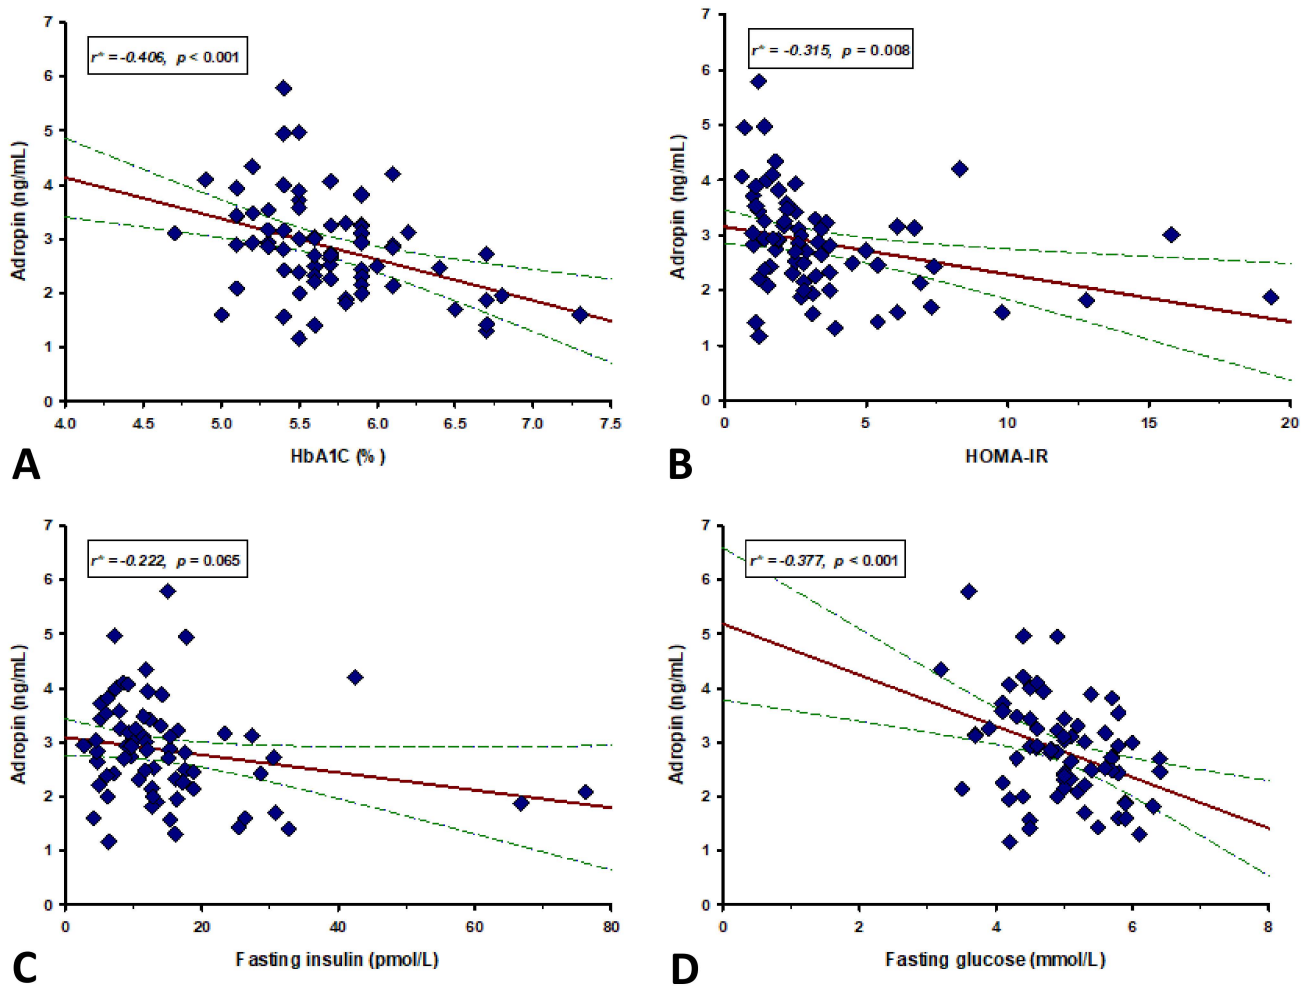 r* = -0.406, p < 0.001
Adropin (ng/mL)
7
6
5
4
3
2
1
0
4.0 4.5 5.0 5.5 6.0 6.5 7.0 7.5
HbA1C (% )
A
r* = -0.315, p = 0.008
Adropin (ng/mL)
7
6
5
4
3
2
1
0
0 5 10 15 20
HOMA-IR
B
r* = -0.222, p = 0.065
Adropin (ng/mL)
7
6
5
4
3
2
1
0
0 20 40 60 80
Fasting insulin (pmol/L)
C
r* = -0.377, p < 0.001
Adropin (ng/mL)
7
6
5
4
3
2
1
0
0 2 4 6 8
Fasting glucose (mmol/L)
D